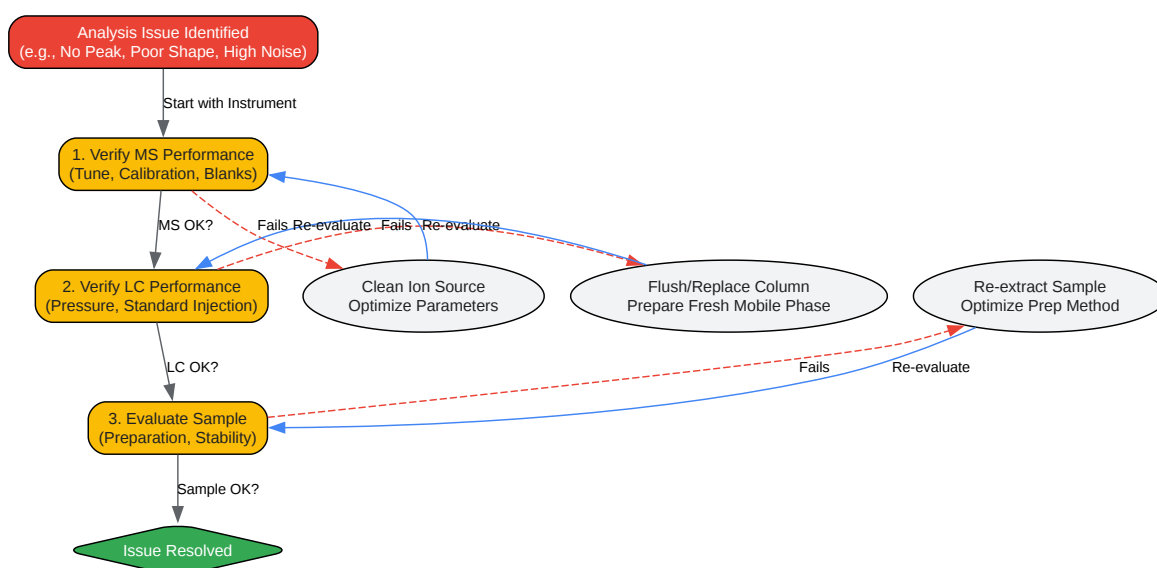 Analysis Issue Identified
(e.g., No Peak, Poor Shape, High Noise)
Start with Instrument
1. Verify MS Performance
(Tune, Calibration, Blanks)
MS OK?
Fails
Re-evaluate
Fails
Re-evaluate
2. Verify LC Performance
(Pressure, Standard Injection)
Clean Ion Source
Optimize Parameters
Flush/Replace Column
Prepare Fresh Mobile Phase
Re-extract Sample
Optimize Prep Method
LC OK?
Fails
Re-evaluate
3. Evaluate Sample
(Preparation, Stability)
Sample OK?
Issue Resolved